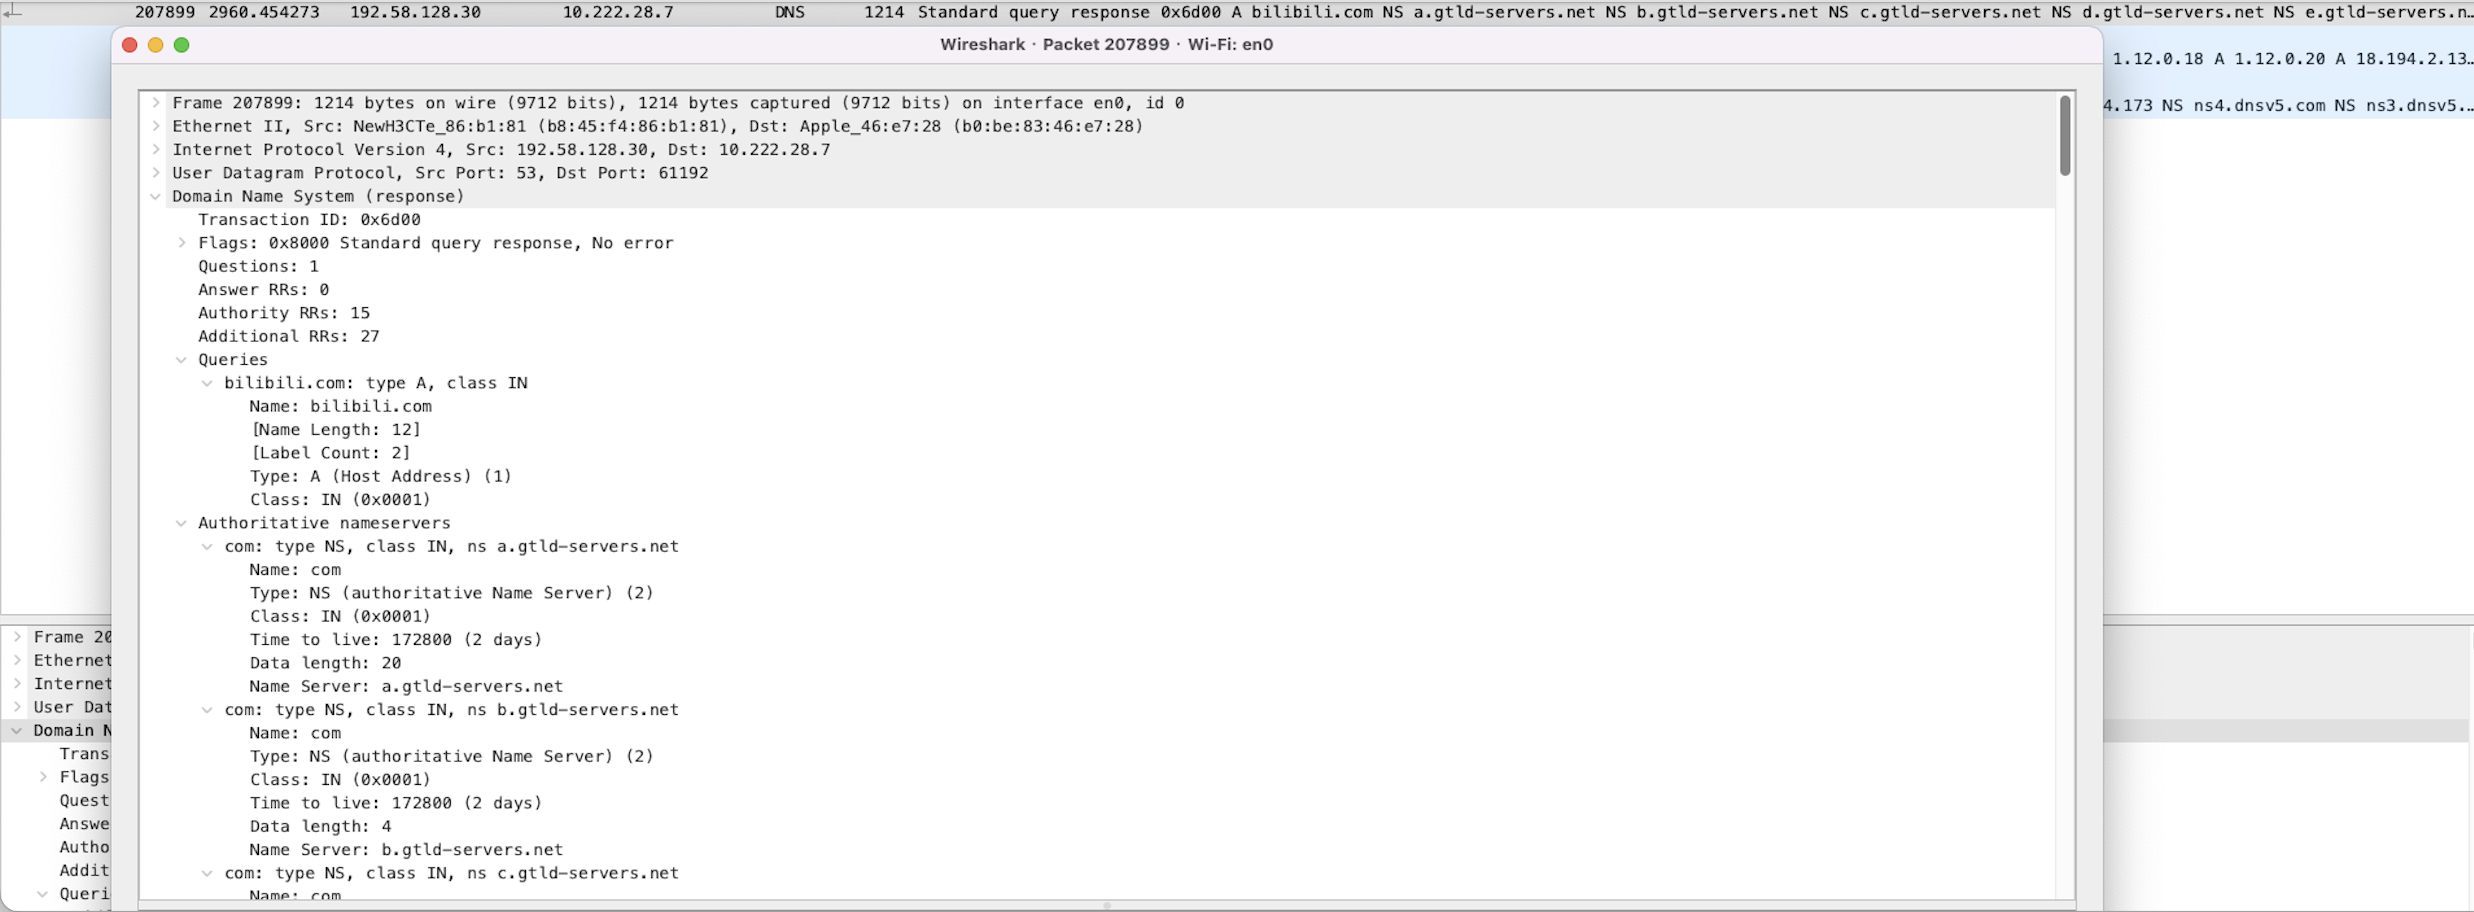 207899 2960.454273 192.58.128.30 10.222.28.7 DNS 1214 Standard query response 0x6d00 A bilibili.com NS a.gtld-servers.net NS b.gtld-servers.net NS c.gtld-servers.net NS d.gtld-servers.net NS e.gtld-servers.n…
Wireshark · Packet 207899 · Wi-Fi: en0
1.12.0.18 A 1.12.0.20 A 18.194.2.13…
4.173 NS ns4.dnsv5.com NS ns3.dnsv5…
Frame 207899: 1214 bytes on wire (9712 bits), 1214 bytes captured (9712 bits) on interface en0, id 0
Ethernet II, Src: NewH3CTe_86:b1:81 (b8:45:f4:86:b1:81), Dst: Apple_46:e7:28 (b0:be:83:46:e7:28)
Internet Protocol Version 4, Src: 192.58.128.30, Dst: 10.222.28.7
User Datagram Protocol, Src Port: 53, Dst Port: 61192
Domain Name System (response)
Transaction ID: 0x6d00
Flags: 0x8000 Standard query response, No error
Questions: 1
Answer RRs: 0
Authority RRs: 15
Additional RRs: 27
Queries
bilibili.com: type A, class IN
Name: bilibili.com
[Name Length: 12]
[Label Count: 2]
Type: A (Host Address) (1)
Class: IN (0x0001)
Authoritative nameservers
com: type NS, class IN, ns a.gtld-servers.net
Name: com
Type: NS (authoritative Name Server) (2)
Class: IN (0x0001)
Time to live: 172800 (2 days)
Data length: 20
Name Server: a.gtld-servers.net
com: type NS, class IN, ns b.gtld-servers.net
Name: com
Type: NS (authoritative Name Server) (2)
Class: IN (0x0001)
Time to live: 172800 (2 days)
Data length: 4
Name Server: b.gtld-servers.net
com: type NS, class IN, ns c.gtld-servers.net
Name: com
Frame 20
Ethernet
Internet
User Dat
Domain N
Trans
Flags
Quest
Answe
Autho
Addit
Queri